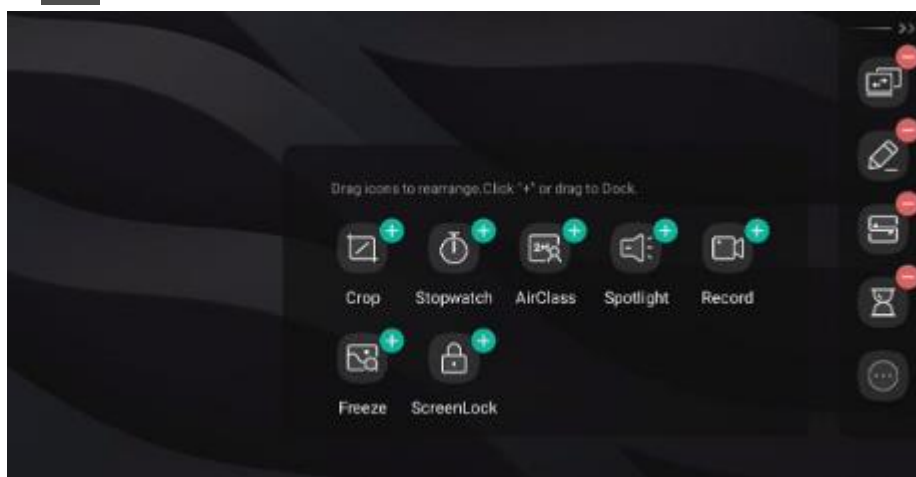 Drag icons to rearrange.Click "+" or drag to Dock.
Crop Stopwatch AirClass Spotlight Record
Freeze ScreenLock